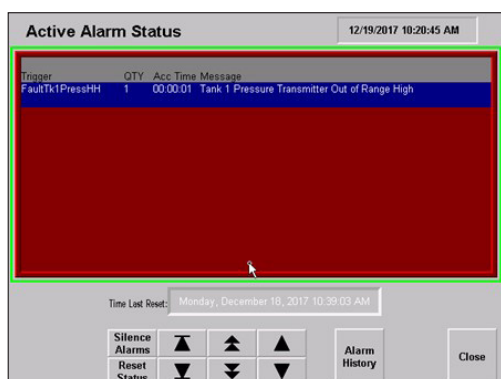 Active Alarm Status
12/19/2017 10:20:45 AM
Trigger QTY Acc Time Message
FaultTk1PressHH 1 00:00:01 Tank 1 Pressure Transmitter Out of Range High
Time Last Reset: Monday, December 18, 2017 10:39:03 AM
Silence
Alarms
Reset
Status
Alarm
History
Close